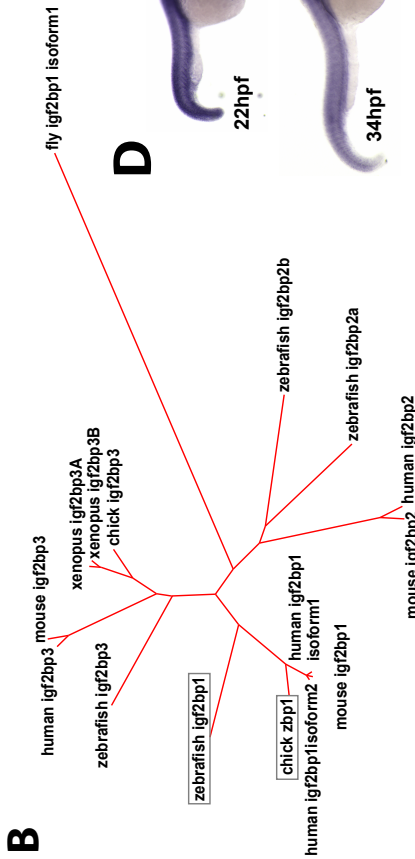 B
fly igf2bp1 isoform1
D
22hpf
34hpf
mouse igf2bp3
human igf2bp3
xenopus igf2bp3A
xenopus igf2bp3B
chick igf2bp3
zebrafish igf2bp3
zebrafish igf2bp1
chick zbp1
human igf2bp1
isoform1
human igf2bp1isoform2
mouse igf2bp1
zebrafish igf2bp2b
zebrafish igf2bp2a
human igf2bp2
mouse igf2bp2